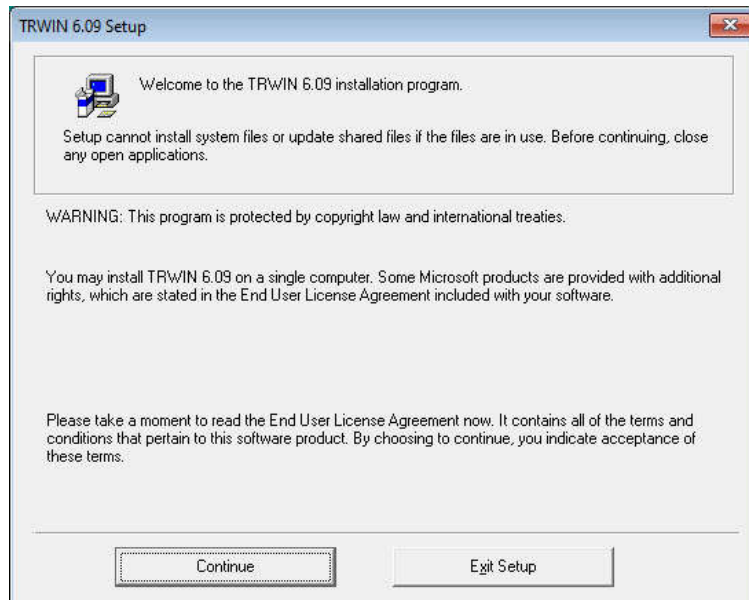 TRWIN 6.09 Setup
Welcome to the TRWIN 6.09 installation program.
Setup cannot install system files or update shared files if the files are in use. Before continuing, close
any open applications.
WARNING: This program is protected by copyright law and international treaties.
You may install TRWIN 6.09 on a single computer. Some Microsoft products are provided with additional
rights, which are stated in the End User License Agreement included with your software.
Please take a moment to read the End User License Agreement now. It contains all of the terms and
conditions that pertain to this software product. By choosing to continue, you indicate acceptance of
these terms.
Continue
Exit Setup